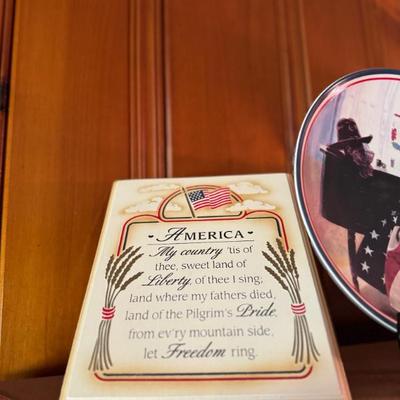 • AMERICA •
My country 'tis of
thee, sweet land of
Liberty, of thee I sing;
land where my fathers died,
land of the Pilgrim's Pride,
from ev'ry mountain side,
let Freedom ring.